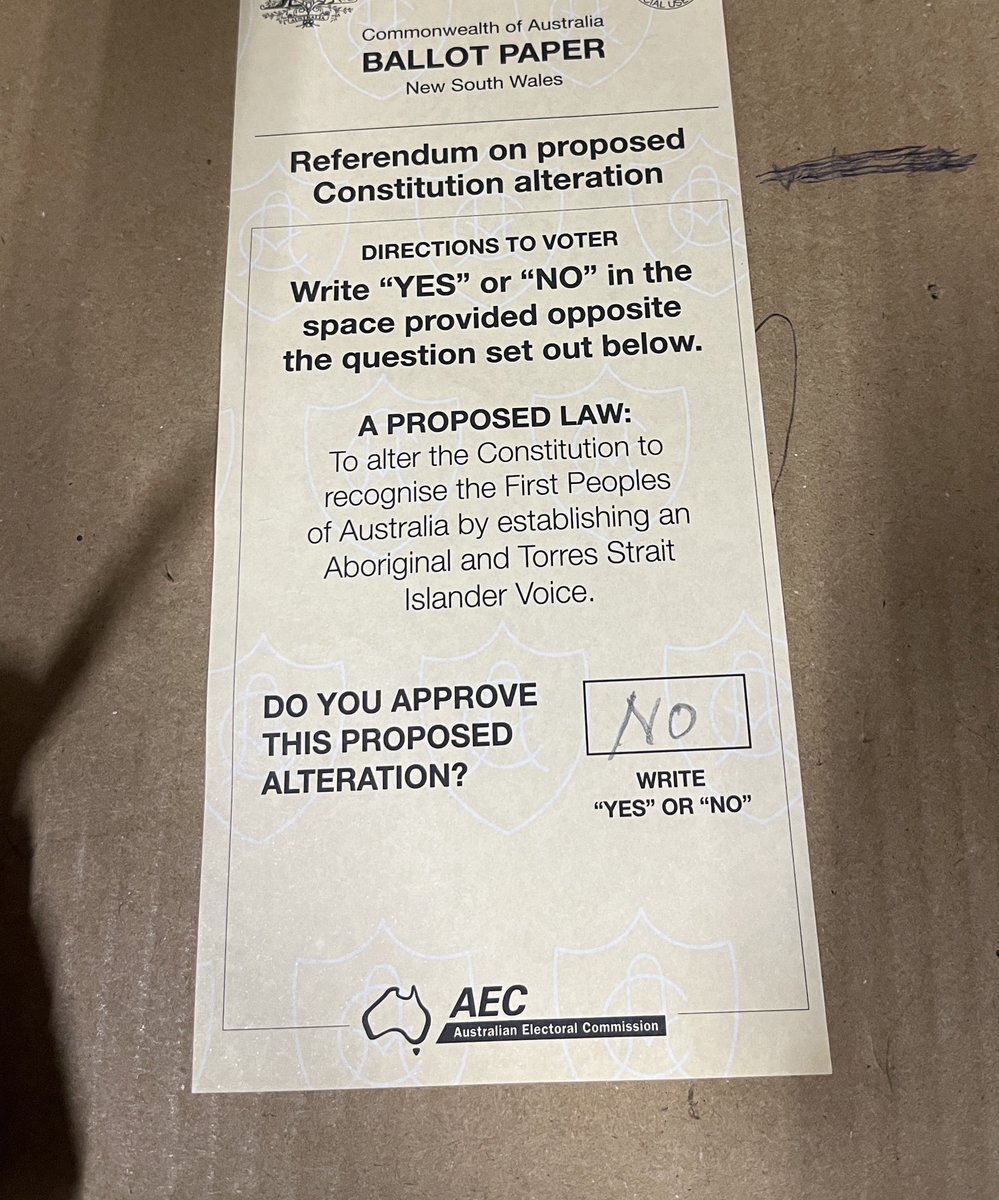 CIAL USE
AUSTRALIA
Commonwealth of Australia
BALLOT PAPER
New South Wales
Referendum on proposed
Constitution alteration
DIRECTIONS TO VOTER
Write “YES” or “NO” in the
space provided opposite
the question set out below.
A PROPOSED LAW:
To alter the Constitution to
recognise the First Peoples
of Australia by establishing an
Aboriginal and Torres Strait
Islander Voice.
DO YOU APPROVE
THIS PROPOSED
ALTERATION?
NO
WRITE
“YES” OR “NO”
AEC
Australian Electoral Commission